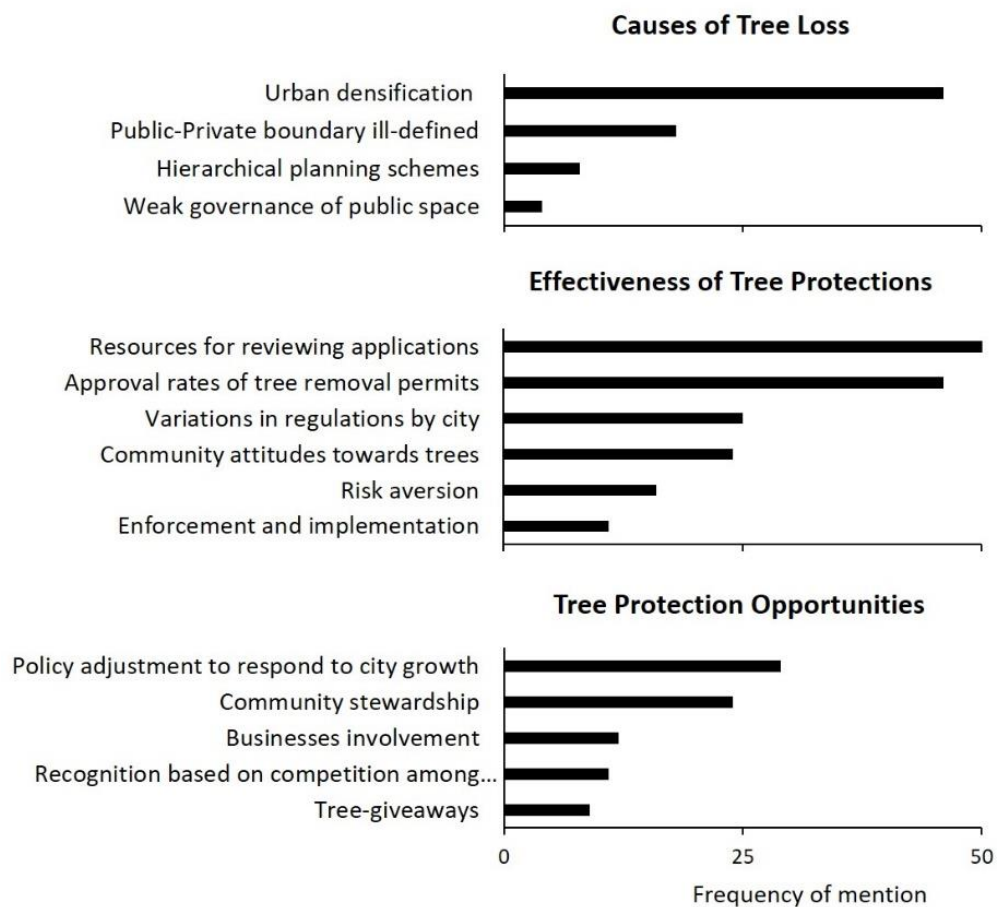 Causes of Tree Loss
Urban densification
Public-Private boundary ill-defined
Hierarchical planning schemes
Weak governance of public space
Effectiveness of Tree Protections
Resources for reviewing applications
Approval rates of tree removal permits
Variations in regulations by city
Community attitudes towards trees
Risk aversion
Enforcement and implementation
Tree Protection Opportunities
Policy adjustment to respond to city growth
Community stewardship
Businesses involvement
Recognition based on competition among...
Tree-giveaways
0 25 50
Frequency of mention